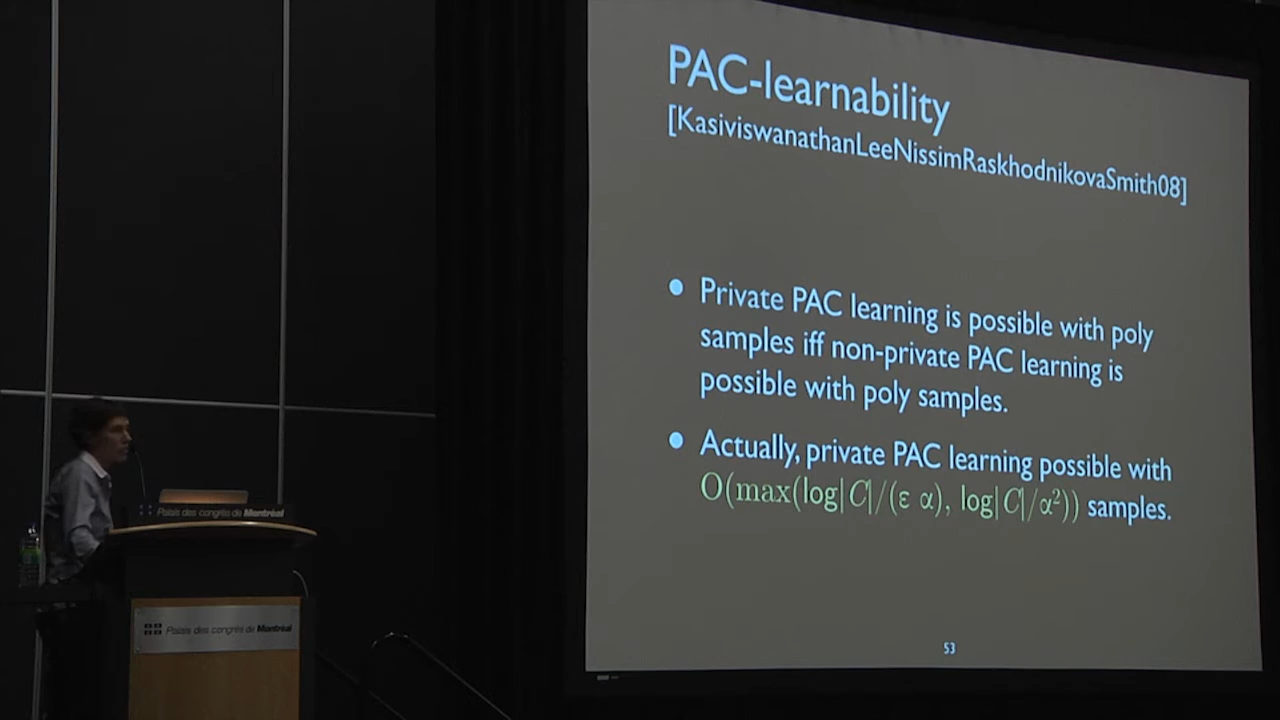 PAC-learnability
[KasiviswanathanLeeNissimRaskhodnikovaSmith08]
• Private PAC learning is possible with poly
samples iff non-private PAC learning is
possible with poly samples.
• Actually, private PAC learning possible with
O(max(log|C|/(ε α), log|C|/α²)) samples.
53
Palais des congrès de Montréal
Palais des congrès de Montréal